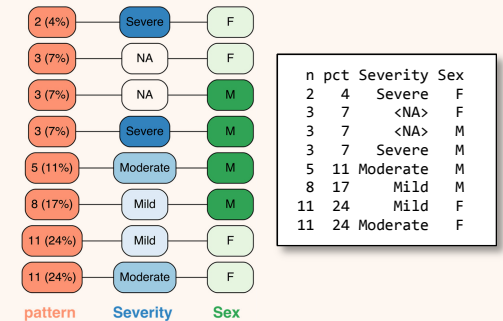 2 (4%) Severe F
3 (7%) NA F
3 (7%) NA M
3 (7%) Severe M
5 (11%) Moderate M
8 (17%) Mild M
11 (24%) Mild F
11 (24%) Moderate F
pattern Severity Sex
n pct Severity Sex
2 4 Severe F
3 7 <NA> F
3 7 <NA> M
3 7 Severe M
5 11 Moderate M
8 17 Mild M
11 24 Mild F
11 24 Moderate F